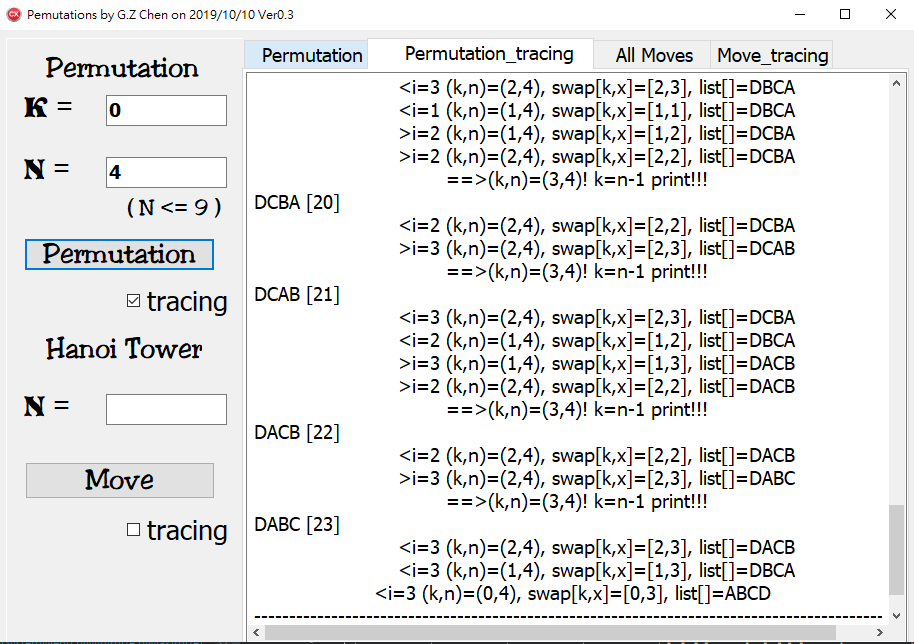 Pemutations by G.Z Chen on 2019/10/10 Ver0.3
Permutation
K =
0
N =
4
( N <= 9 )
Permutation
tracing
Hanoi Tower
N =
Move
tracing
Permutation Permutation_tracing All Moves Move_tracing
<i=3 (k,n)=(2,4), swap[k,x]=[2,3], list[]=DBCA
<i=1 (k,n)=(1,4), swap[k,x]=[1,1], list[]=DBCA
>i=2 (k,n)=(1,4), swap[k,x]=[1,2], list[]=DCBA
>i=2 (k,n)=(2,4), swap[k,x]=[2,2], list[]=DCBA
==>(k,n)=(3,4)! k=n-1 print!!!
DCBA [20]
<i=2 (k,n)=(2,4), swap[k,x]=[2,2], list[]=DCBA
>i=3 (k,n)=(2,4), swap[k,x]=[2,3], list[]=DCAB
==>(k,n)=(3,4)! k=n-1 print!!!
DCAB [21]
<i=3 (k,n)=(2,4), swap[k,x]=[2,3], list[]=DCBA
<i=2 (k,n)=(1,4), swap[k,x]=[1,2], list[]=DBCA
>i=3 (k,n)=(1,4), swap[k,x]=[1,3], list[]=DACB
>i=2 (k,n)=(2,4), swap[k,x]=[2,2], list[]=DACB
==>(k,n)=(3,4)! k=n-1 print!!!
DACB [22]
<i=2 (k,n)=(2,4), swap[k,x]=[2,2], list[]=DACB
>i=3 (k,n)=(2,4), swap[k,x]=[2,3], list[]=DABC
==>(k,n)=(3,4)! k=n-1 print!!!
DABC [23]
<i=3 (k,n)=(2,4), swap[k,x]=[2,3], list[]=DACB
<i=3 (k,n)=(1,4), swap[k,x]=[1,3], list[]=DBCA
<i=3 (k,n)=(0,4), swap[k,x]=[0,3], list[]=ABCD